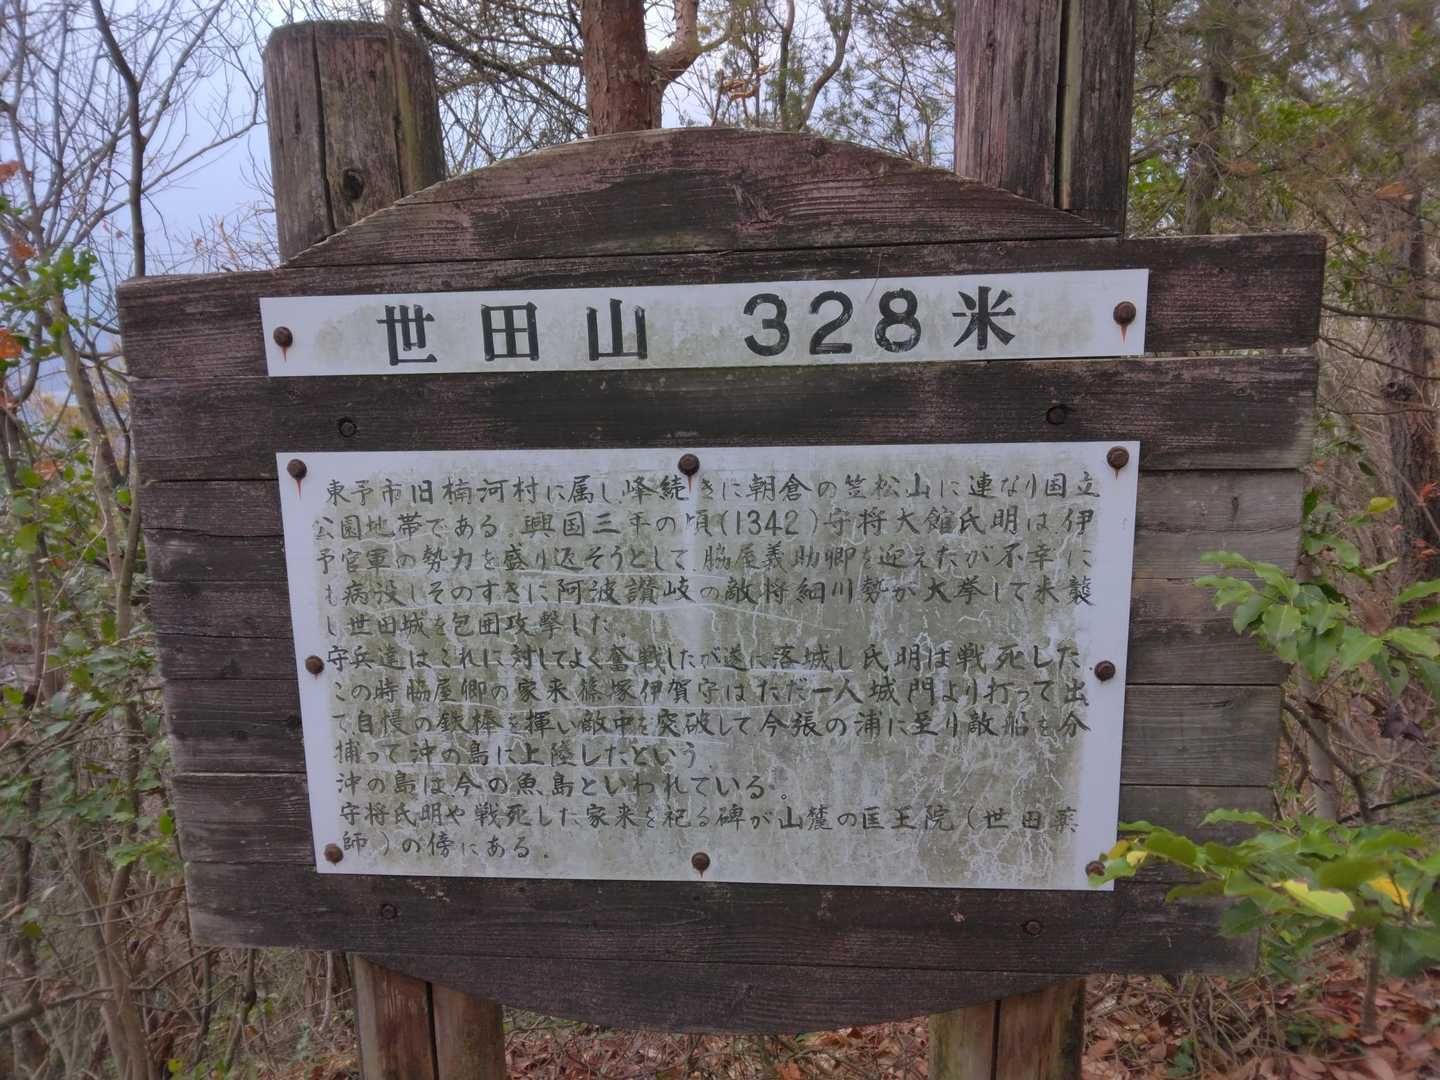 世田山 328米
東予市旧楠河村に属し、峰続きに朝倉の笠松山に連なり国立
公園地帯である。興国三年の頃(1342)守将大館氏明は、伊
予官軍の勢力を盛り返そうとして、脇屋義助卿を迎えたが不幸に
も病没しそのすきに阿波讃岐の敵将細川勢が大挙して来襲
し世田城を包囲攻撃した。
守兵達はこれに対してよく奮戦したが遂に落城し氏明は戦死した。
この時脇屋卿の家来篠塚伊賀守はただ一人城門より打って出
て自慢の鉄棒を揮い敵中を突破して今張の浦に至り敵船を分
捕って沖の島に上陸したという。
沖の島は今の魚島といわれている。
守将氏明や戦死した家来を祀る碑が山麓の医王院(世田薬
師)の傍にある。